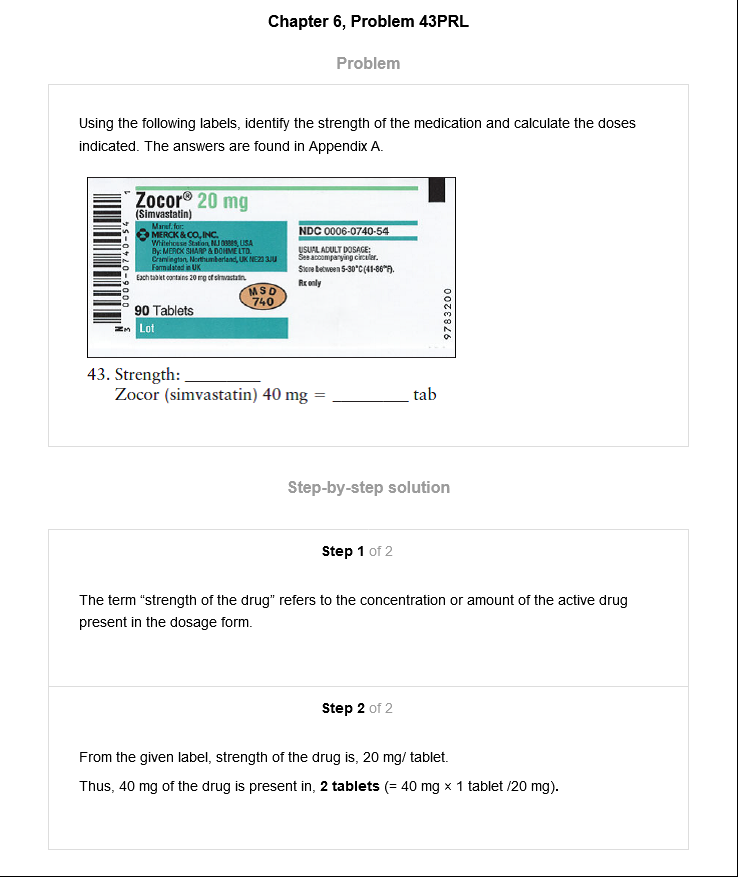 Chapter 6, Problem 43PRL
Problem
Using the following labels, identify the strength of the medication and calculate the doses
indicated. The answers are found in Appendix A.
Zocor® 20 mg
(Simvastatin)
Manuf. for:
MERCK & CO., INC.
Whitehouse Station, NJ 08889, USA
By: MERCK SHARP & DOHME LTD.
Cramlington, Northumberland, UK NE23 3JU
Formulated in UK
Each tablet contains 20 mg of simvastatin.
MSD
740
90 Tablets
Lot
N
3
0006-0740-54
1
NDC 0006-0740-54
USUAL ADULT DOSAGE:
See accompanying circular.
Store between 5-30°C (41-86°F).
Rx only
9783200
43. Strength: ________
Zocor (simvastatin) 40 mg = ________ tab
Step-by-step solution
Step 1 of 2
The term “strength of the drug” refers to the concentration or amount of the active drug
present in the dosage form.
Step 2 of 2
From the given label, strength of the drug is, 20 mg/ tablet.
Thus, 40 mg of the drug is present in, 2 tablets (= 40 mg × 1 tablet /20 mg).